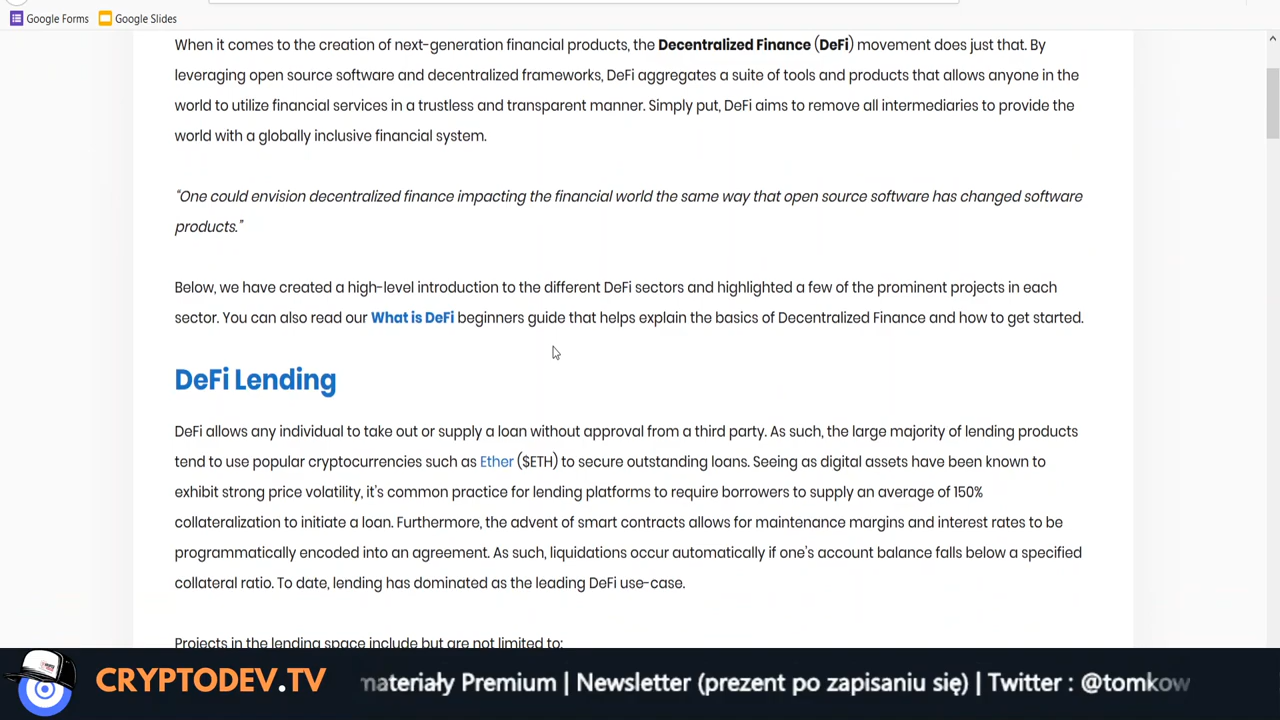 Google Forms Google Slides
When it comes to the creation of next-generation financial products, the Decentralized Finance (DeFi) movement does just that. By
leveraging open source software and decentralized frameworks, DeFi aggregates a suite of tools and products that allows anyone in the
world to utilize financial services in a trustless and transparent manner. Simply put, DeFi aims to remove all intermediaries to provide the
world with a globally inclusive financial system.
“One could envision decentralized finance impacting the financial world the same way that open source software has changed software
products.”
Below, we have created a high-level introduction to the different DeFi sectors and highlighted a few of the prominent projects in each
sector. You can also read our What is DeFi beginners guide that helps explain the basics of Decentralized Finance and how to get started.
DeFi Lending
DeFi allows any individual to take out or supply a loan without approval from a third party. As such, the large majority of lending products
tend to use popular cryptocurrencies such as Ether ($ETH) to secure outstanding loans. Seeing as digital assets have been known to
exhibit strong price volatility, it’s common practice for lending platforms to require borrowers to supply an average of 150%
collateralization to initiate a loan. Furthermore, the advent of smart contracts allows for maintenance margins and interest rates to be
programmatically encoded into an agreement. As such, liquidations occur automatically if one’s account balance falls below a specified
collateral ratio. To date, lending has dominated as the leading DeFi use-case.
Projects in the lending space include but are not limited to:
CRYPTODEV.TV materiały Premium | Newsletter (prezent po zapisaniu się) | Twitter : @tomkow